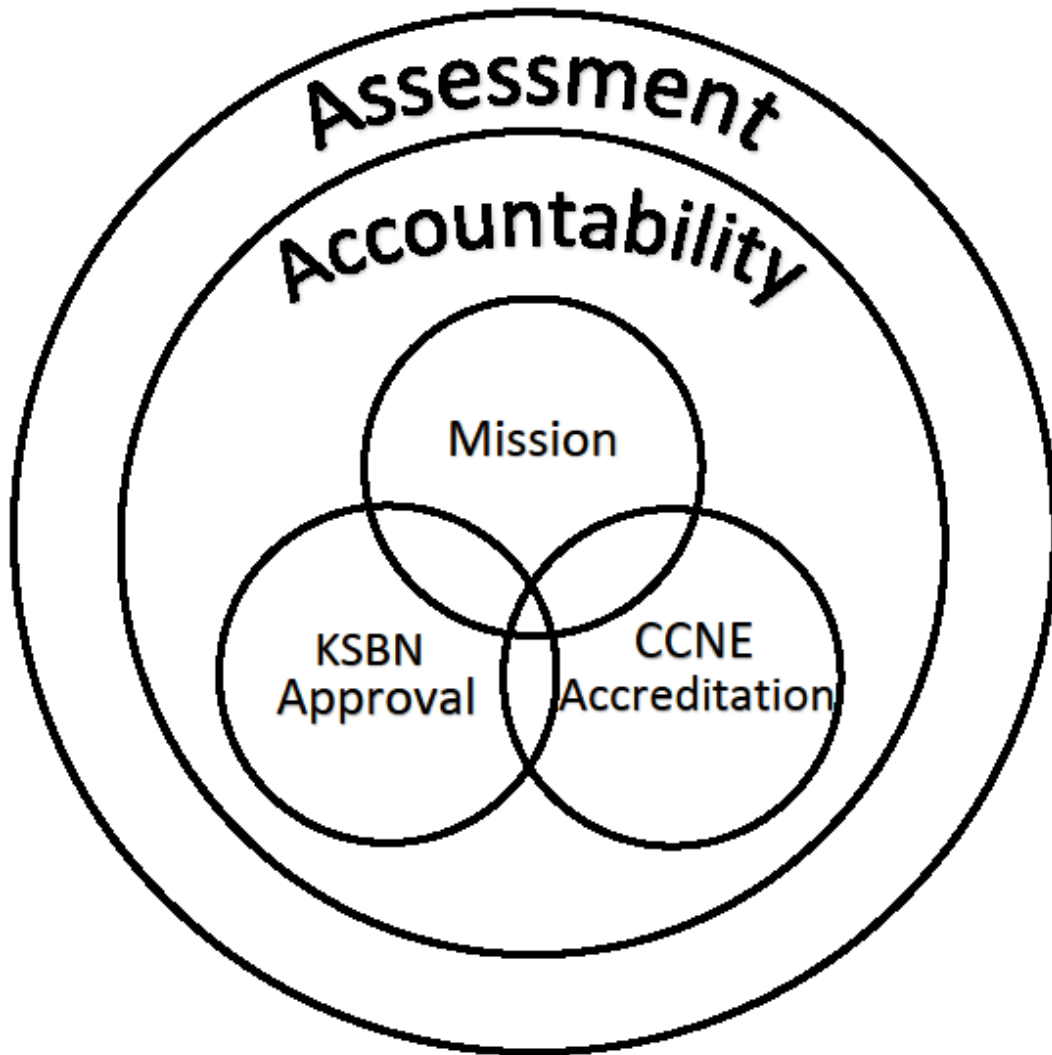 Assessment
Accountability
Mission
KSBN
Approval
CCNE
Accreditation